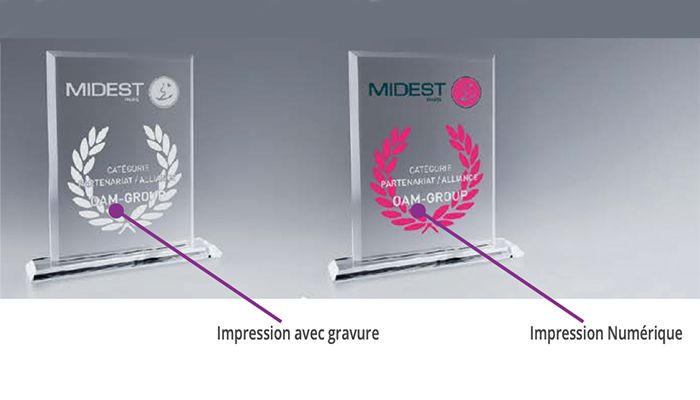 MIDEST
PARIS
CATÉGORIE
PARTENARIAT / ALLIANCE
OAM-GROUP
MIDEST
PARIS
CATÉGORIE
PARTENARIAT / ALLIANCE
OAM-GROUP
Impression avec gravure
Impression Numérique